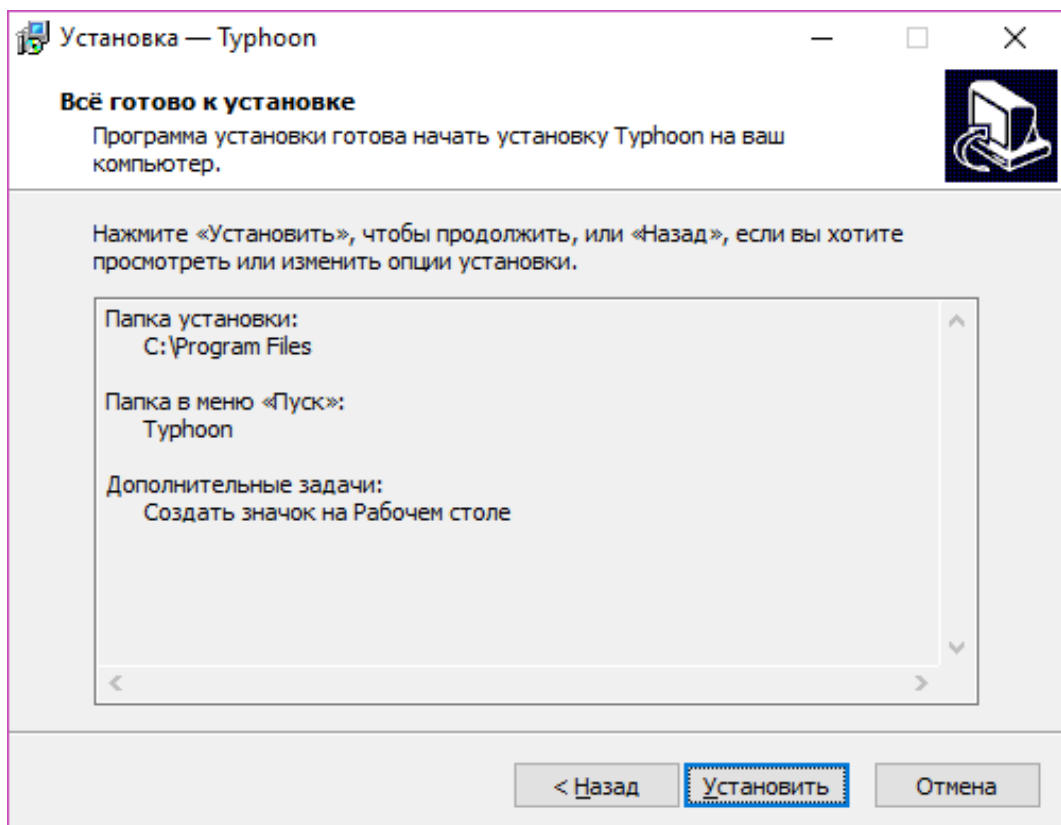 Установка — Typhoon
Всё готово к установке
Программа установки готова начать установку Typhoon на ваш
компьютер.
Нажмите «Установить», чтобы продолжить, или «Назад», если вы хотите
просмотреть или изменить опции установки.
Папка установки:
C:\Program Files
Папка в меню «Пуск»:
Typhoon
Дополнительные задачи:
Создать значок на Рабочем столе
< Назад
Установить
Отмена